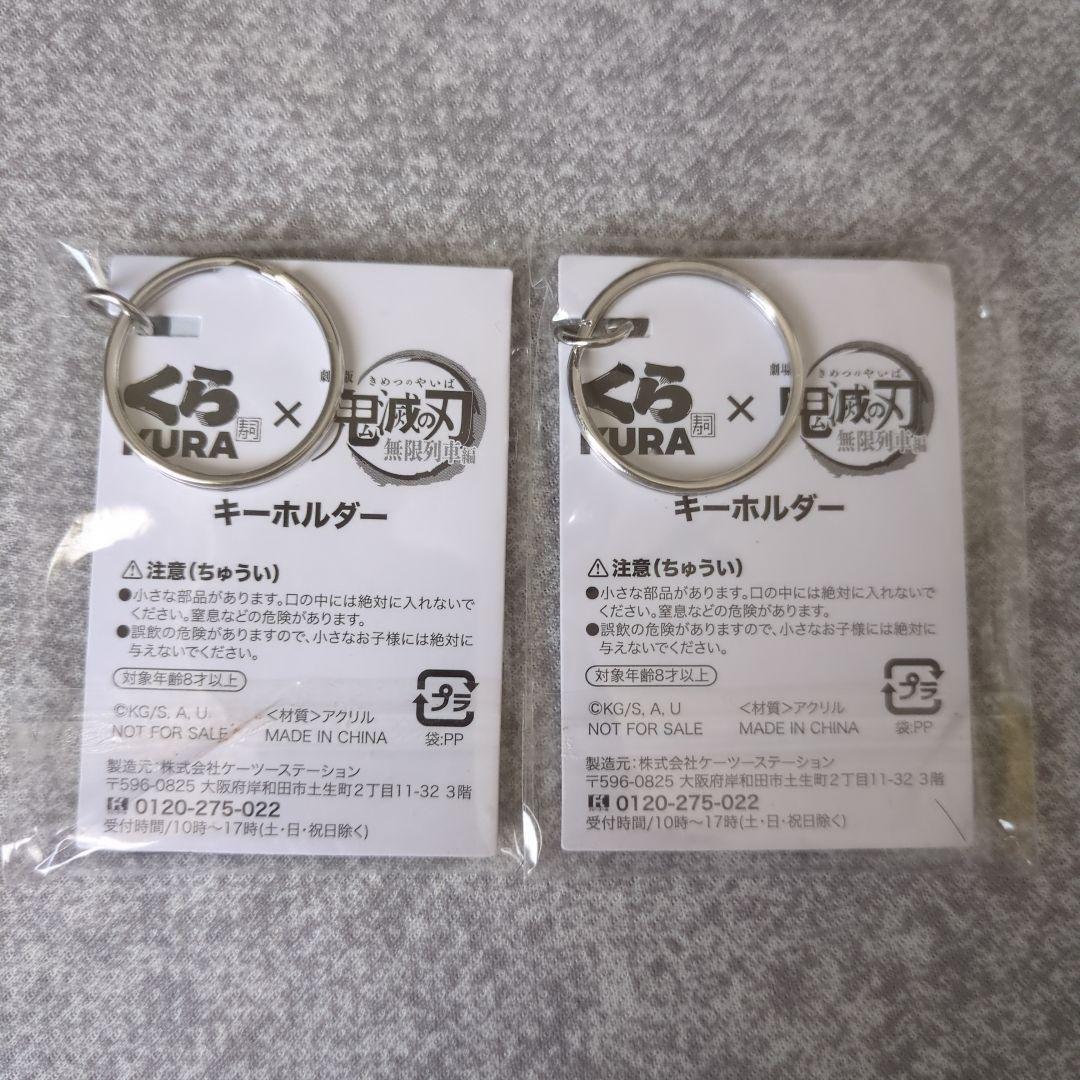 くら
KURA
寿司
×
劇場版
きめつのやいば
鬼滅の刃
無限列車編
キーホルダー
⚠注意(ちゅうい)
●小さな部品があります。口の中には絶対に入れないで
ください。窒息などの危険があります。
●誤飲の危険がありますので、小さなお子様には絶対に
与えないでください。
対象年齢8才以上
プラ
袋:PP
©KG/S, A, U
<材質>アクリル
NOT FOR SALE
MADE IN CHINA
製造元:株式会社ケーツーステーション
〒596-0825 大阪府岸和田市土生町2丁目11-32 3階
0120-275-022
受付時間/10時〜17時(土・日・祝日除く)
くら
KURA
寿司
×
劇場
きめつのやいば
鬼滅の刃
無限列車編
キーホルダー
⚠注意(ちゅうい)
●小さな部品があります。口の中には絶対に入れないで
ください。窒息などの危険があります。
●誤飲の危険がありますので、小さなお子様には絶対に
与えないでください。
対象年齢8才以上
プラ
袋:PP
©KG/S, A, U
<材質>アクリル
NOT FOR SALE
MADE IN CHINA
製造元:株式会社ケーツーステーション
〒596-0825 大阪府岸和田市土生町2丁目11-32 3階
0120-275-022
受付時間/10時〜17時(土・日・祝日除く)